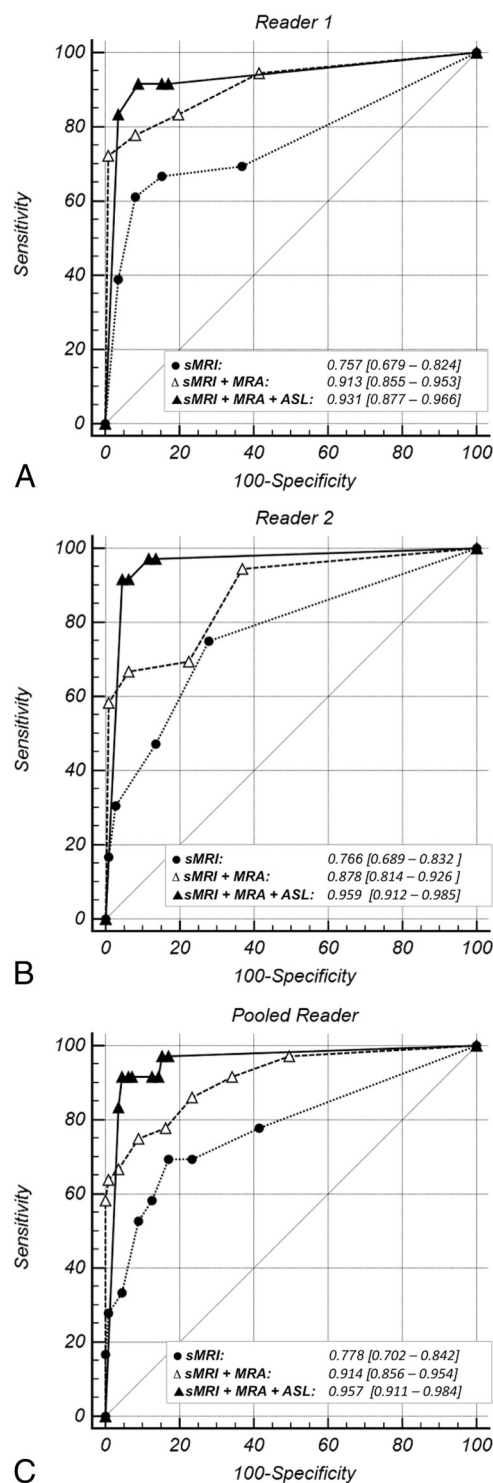 Reader 1
100
80
60
40
20
0
Sensitivity
sMRI: 0.757 [0.679 – 0.824]
sMRI + MRA: 0.913 [0.855 – 0.953]
sMRI + MRA + ASL: 0.931 [0.877 – 0.966]
0 20 40 60 80 100
100-Specificity
A
Reader 2
100
80
60
40
20
0
Sensitivity
sMRI: 0.766 [0.689 – 0.832 ]
sMRI + MRA: 0.878 [0.814 – 0.926 ]
sMRI + MRA + ASL: 0.959 [0.912 – 0.985]
0 20 40 60 80 100
100-Specificity
B
Pooled Reader
100
80
60
40
20
0
Sensitivity
sMRI: 0.778 [0.702 – 0.842]
sMRI + MRA: 0.914 [0.856 – 0.954]
sMRI + MRA + ASL: 0.957 [0.911 – 0.984]
0 20 40 60 80 100
100-Specificity
C